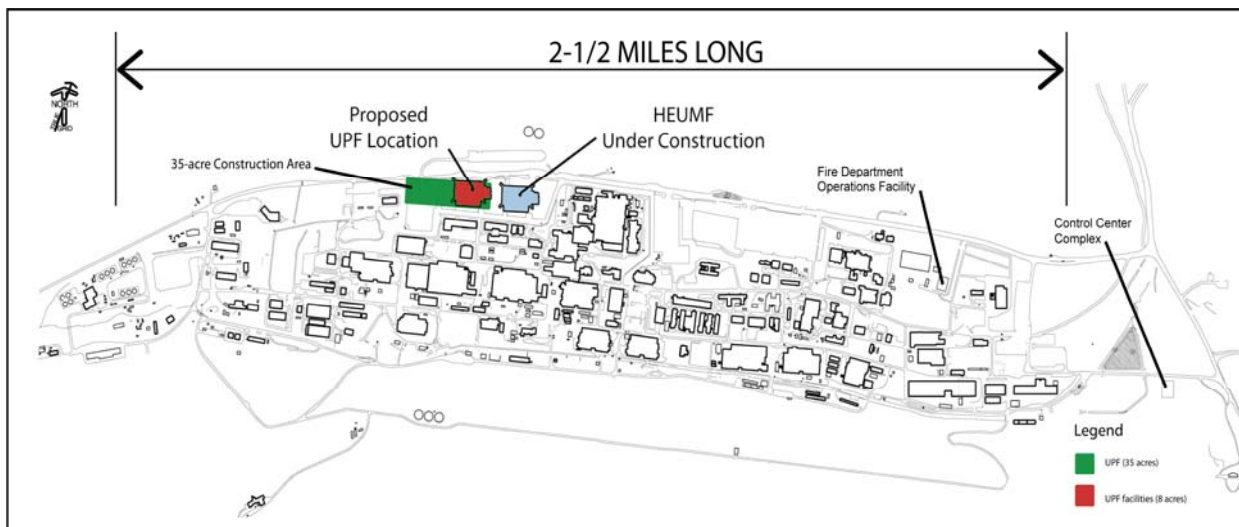 2-1/2 MILES LONG
NORTH
Proposed
UPF Location
HEUMF
Under Construction
35-acre Construction Area
Fire Department
Operations Facility
Control Center
Complex
Legend
UPF (35 acres)
UPF facilities (8 acres)